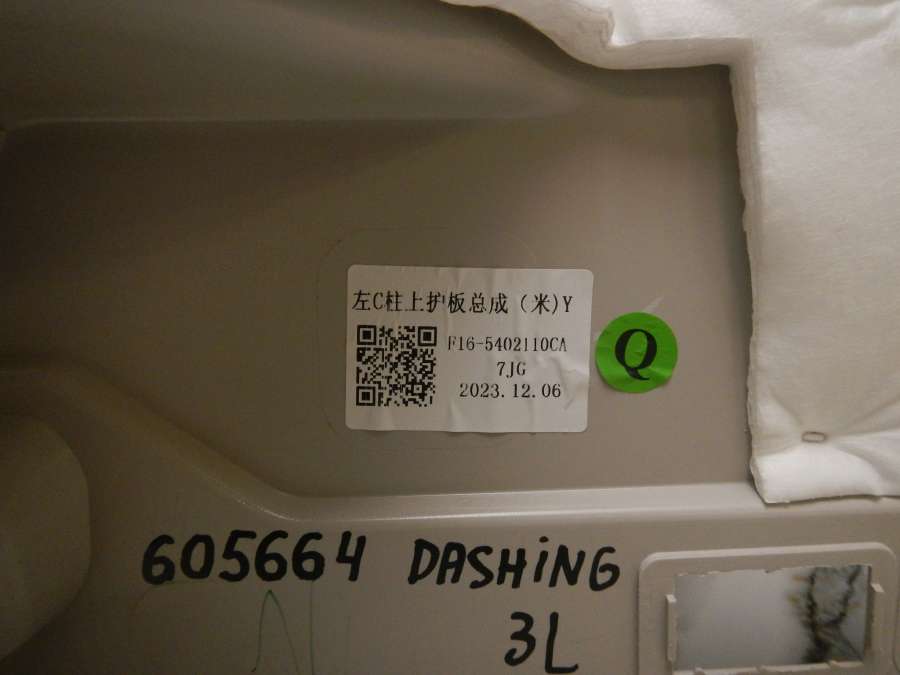 左C柱上护板总成（米)Y
F16-5402110CA
7JG
2023.12.06
Q
605664 DASHiNG
3L